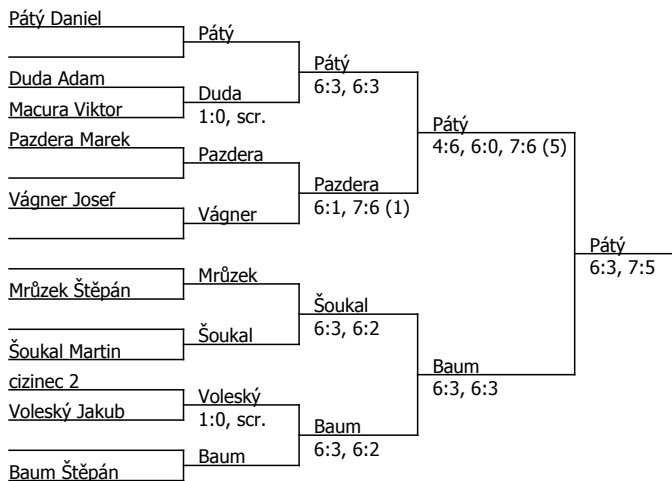 Pátý Daniel
Pátý
Duda Adam
Pátý
6:3, 6:3
Macura Viktor
Duda
1:0, scr.
Pazdera Marek
Pátý
4:6, 6:0, 7:6 (5)
Pazdera
Vágner Josef
Pazdera
6:1, 7:6 (1)
Vágner
Pátý
6:3, 7:5
Mrůzek Štěpán
Mrůzek
Šoukal
6:3, 6:2
Šoukal Martin
Šoukal
cizinec 2
Baum
6:3, 6:3
Voleský Jakub
Voleský
1:0, scr.
Baum
6:3, 6:2
Baum Štěpán
Baum